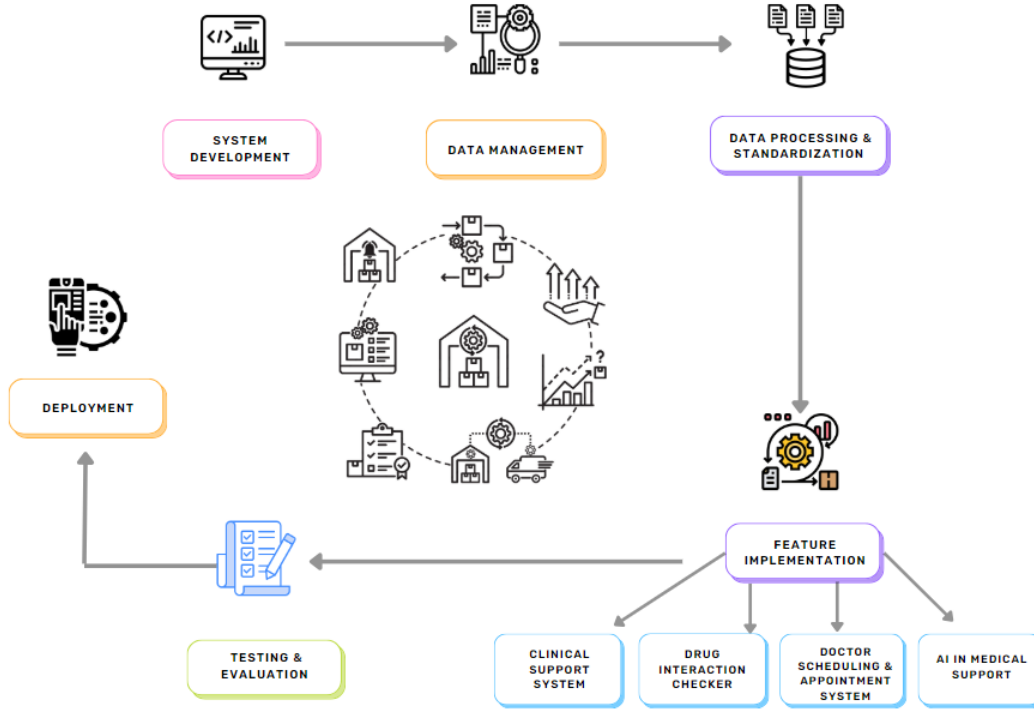 SYSTEM
DEVELOPMENT
DATA MANAGEMENT
DATA PROCESSING &
STANDARDIZATION
DEPLOYMENT
</>
?
FEATURE
IMPLEMENTATION
TESTING &
EVALUATION
CLINICAL
SUPPORT
SYSTEM
DRUG
INTERACTION
CHECKER
DOCTOR
SCHEDULING &
APPOINTMENT
SYSTEM
AI IN MEDICAL
SUPPORT